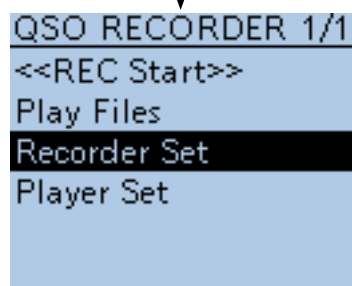 QSO RECORDER 1/1
<<REC Start>>
Play Files
Recorder Set
Player Set